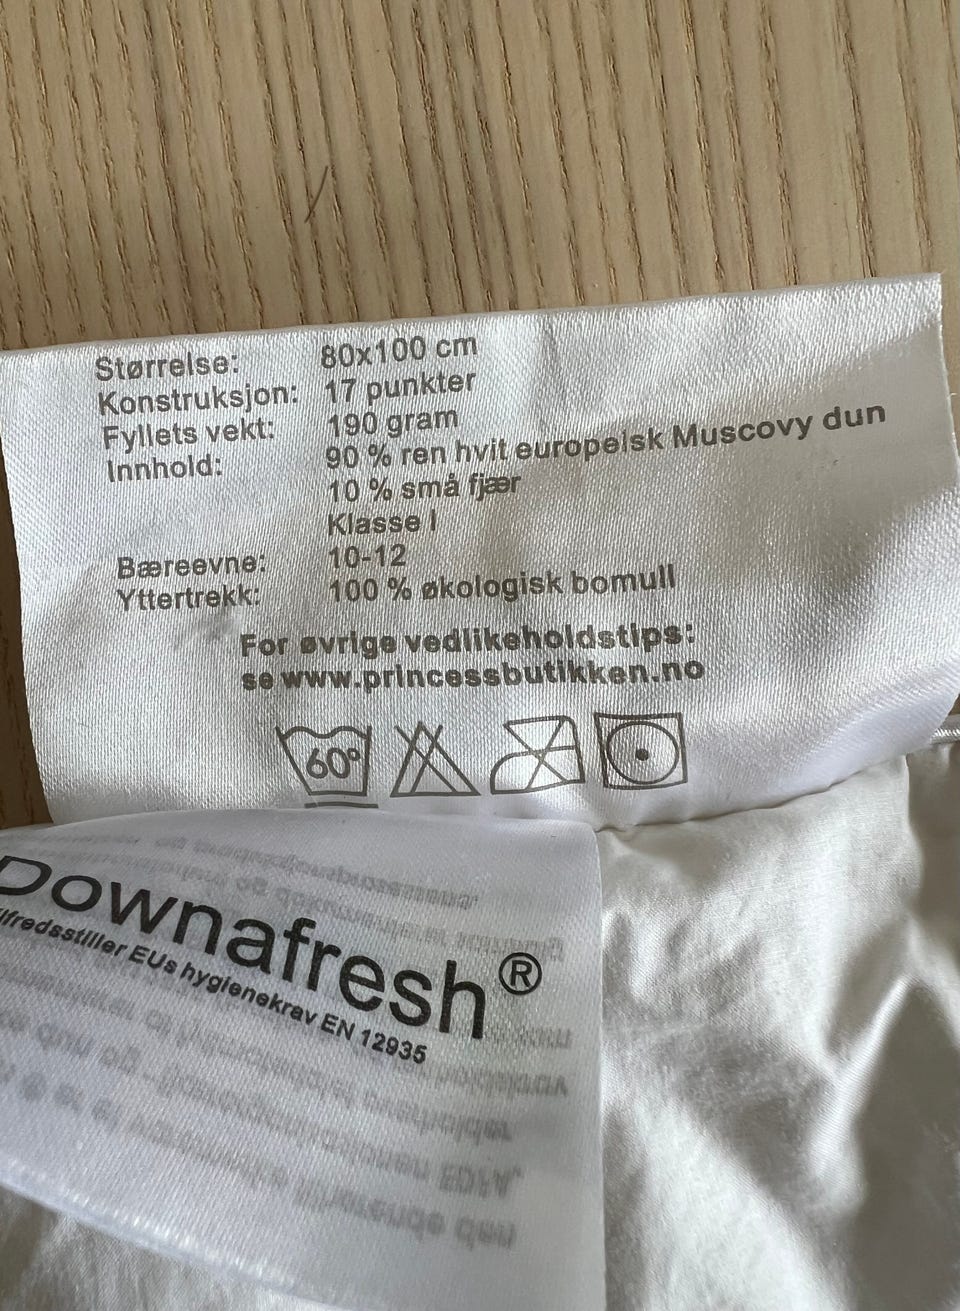 Størrelse: 80x100 cm
Konstruksjon: 17 punkter
Fyllets vekt: 190 gram
Innhold: 90 % ren hvit europeisk Muscovy dun
10 % små fjær
Klasse I
Bæreevne: 10-12
Yttertrekk: 100 % økologisk bomull
For øvrige vedlikeholdstips:
se www.princessbutikken.no
60°
Downafresh®
EUs hygienekrav EN 12935